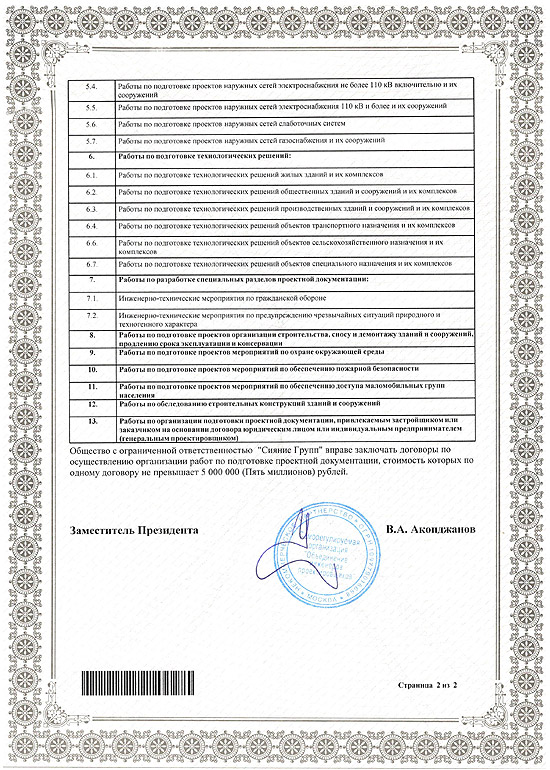 5.4. Работы по подготовке проектов наружных сетей электроснабжения не более 110 кВ включительно и их
сооружений
5.5. Работы по подготовке проектов наружных сетей электроснабжения 110 кВ и более и их сооружений
5.6. Работы по подготовке проектов наружных сетей слаботочных систем
5.7. Работы по подготовке проектов наружных сетей газоснабжения и их сооружений
6. Работы по подготовке технологических решений:
6.1. Работы по подготовке технологических решений жилых зданий и их комплексов
6.2. Работы по подготовке технологических решений общественных зданий и сооружений и их комплексов
6.3. Работы по подготовке технологических решений производственных зданий и сооружений и их комплексов
6.4. Работы по подготовке технологических решений объектов транспортного назначения и их комплексов
6.6. Работы по подготовке технологических решений объектов сельскохозяйственного назначения и их
комплексов
6.7. Работы по подготовке технологических решений объектов специального назначения и их комплексов
7. Работы по разработке специальных разделов проектной документации:
7.1. Инженерно-технические мероприятия по гражданской обороне
7.2. Инженерно-технические мероприятия по предупреждению чрезвычайных ситуаций природного и
техногенного характера
8. Работы по подготовке проектов организации строительства, сносу и демонтажу зданий и сооружений,
продлению срока эксплуатации и консервации
9. Работы по подготовке проектов мероприятий по охране окружающей среды
10. Работы по подготовке проектов мероприятий по обеспечению пожарной безопасности
11. Работы по подготовке проектов мероприятий по обеспечению доступа маломобильных групп
населения
12. Работы по обследованию строительных конструкций зданий и сооружений
13. Работы по организации подготовки проектной документации, привлекаемым застройщиком или
заказчиком на основании договора юридическим лицом или индивидуальным предпринимателем
(генеральным проектировщиком)
Общество с ограниченной ответственностью "Сияние Групп" вправе заключать договоры по
осуществлению организации работ по подготовке проектной документации, стоимость которых по
одному договору не превышает 5 000 000 (Пять миллионов) рублей.
Заместитель Президента В.А. Аконджанов
саморегулируемая
организация
Объединение
МОСКВА
Страница 2 из 2